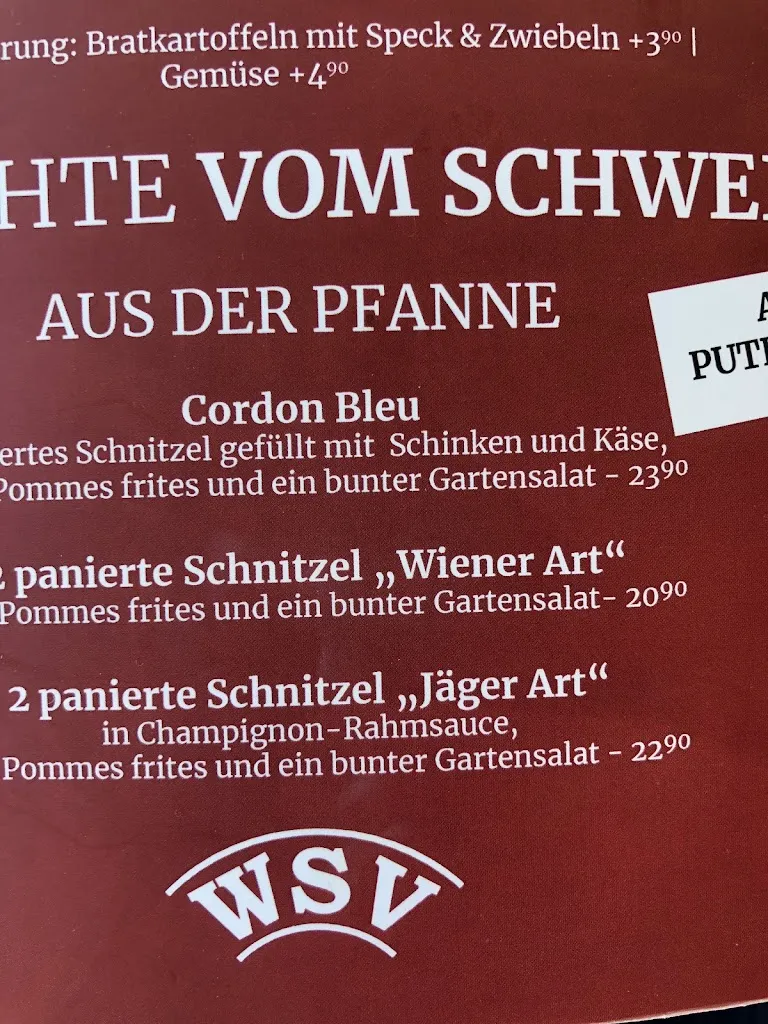 rung: Bratkartoffeln mit Speck & Zwiebeln +3⁹⁰ |
Gemüse +4⁹⁰
HTE VOM SCHWE
AUS DER PFANNE
A
PUT
Cordon Bleu
ertes Schnitzel gefüllt mit Schinken und Käse,
Pommes frites und ein bunter Gartensalat - 23⁹⁰
2 panierte Schnitzel „Wiener Art“
Pommes frites und ein bunter Gartensalat- 20⁹⁰
2 panierte Schnitzel „Jäger Art“
in Champignon-Rahmsauce,
Pommes frites und ein bunter Gartensalat - 22⁹⁰
WSV